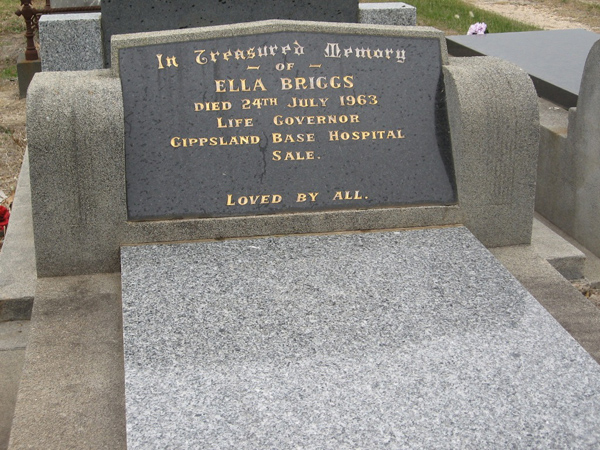 In Treasured Memory
– OF –
ELLA BRIGGS
DIED 24TH JULY 1963
LIFE GOVERNOR
GIPPSLAND BASE HOSPITAL
SALE.
LOVED BY ALL.